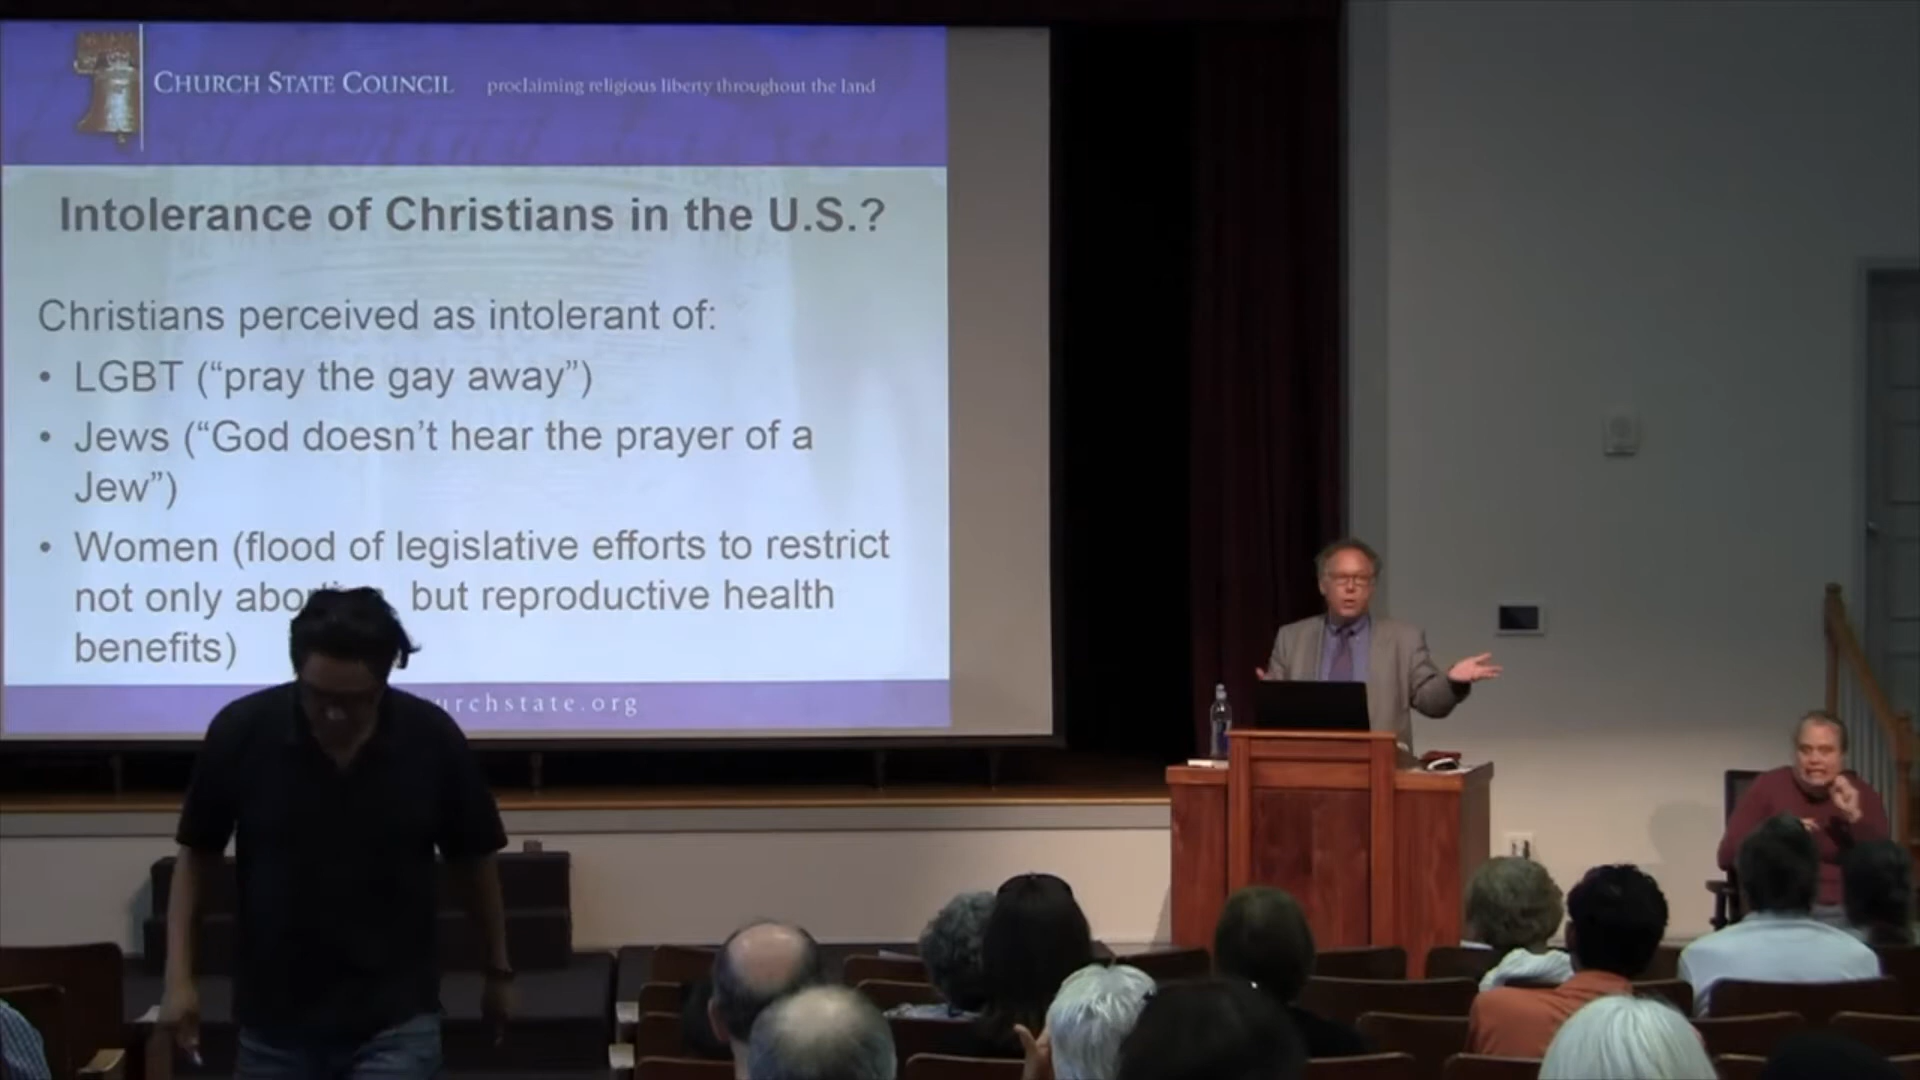 CHURCH STATE COUNCIL proclaiming religious liberty throughout the land
Intolerance of Christians in the U.S.?
Christians perceived as intolerant of:
• LGBT (“pray the gay away”)
• Jews (“God doesn’t hear the prayer of a
Jew”)
• Women (flood of legislative efforts to restrict
not only but reproductive health
benefits)